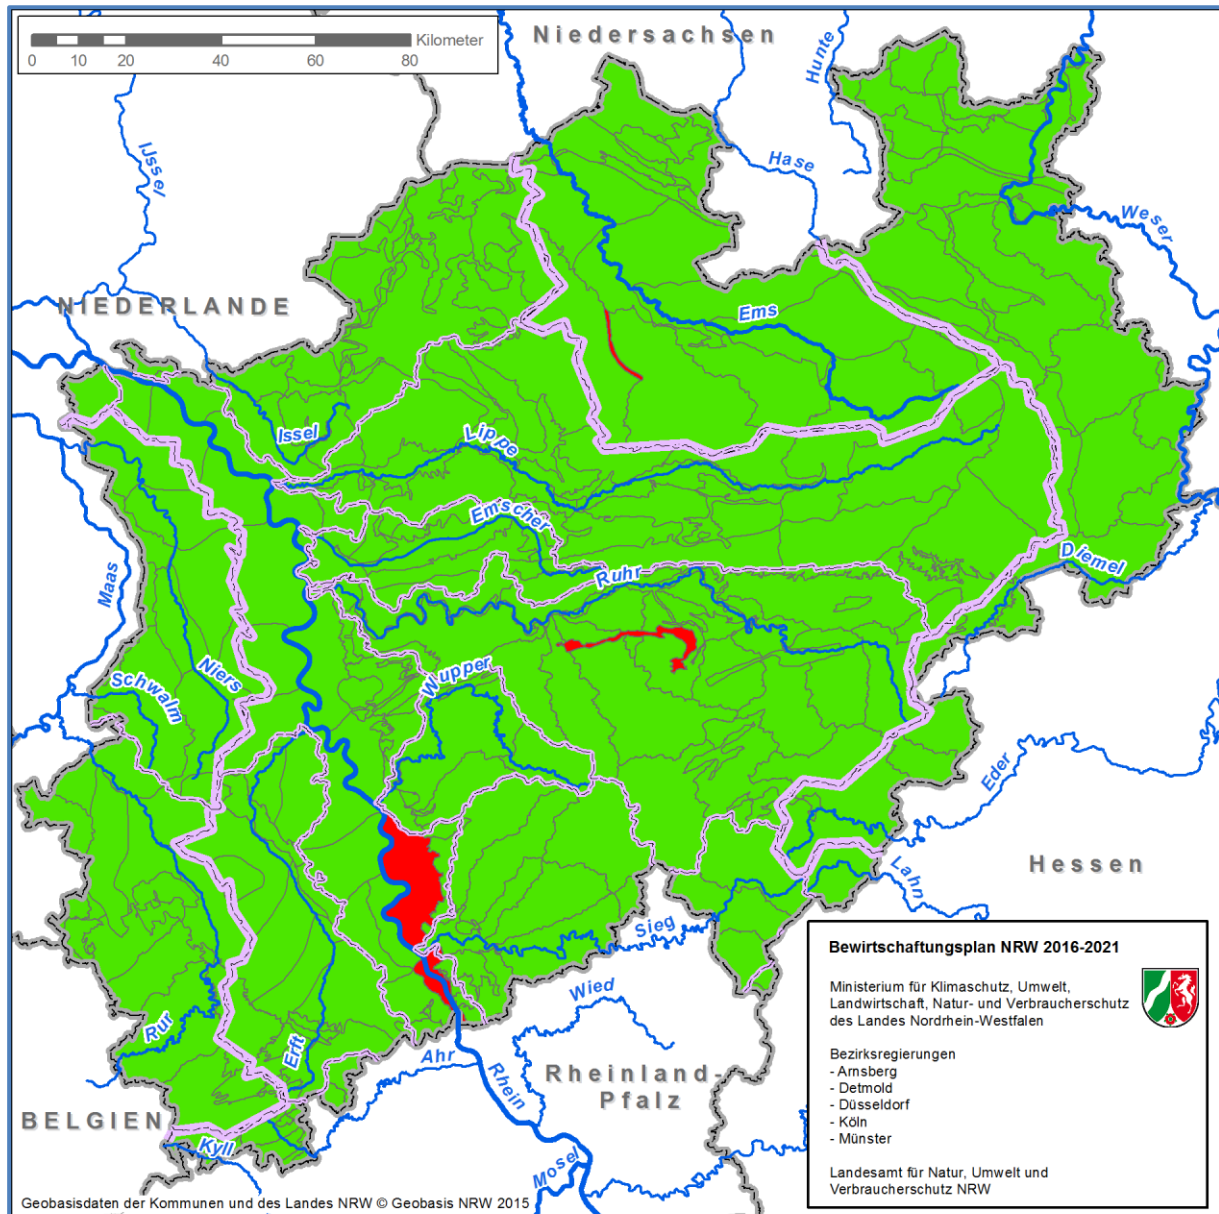 Kilometer
0 10 20 40 60 80
Niedersachsen
Hunte
Hase
IJssel
Weser
NIEDERLANDE
Ems
Issel
Lippe
Emscher
Ruhr
Diemel
Maas
Wupper
Niers
Schwalm
Eder
Hessen
Lahn
Sieg
Wied
Rur
Erft
Ahr
Rhein
Rheinland-
Pfalz
BELGIEN
Kyll
Mosel
Bewirtschaftungsplan NRW 2016-2021
Ministerium für Klimaschutz, Umwelt,
Landwirtschaft, Natur- und Verbraucherschutz
des Landes Nordrhein-Westfalen
Bezirksregierungen
- Arnsberg
- Detmold
- Düsseldorf
- Köln
- Münster
Landesamt für Natur, Umwelt und
Verbraucherschutz NRW
Geobasisdaten der Kommunen und des Landes NRW © Geobasis NRW 2015